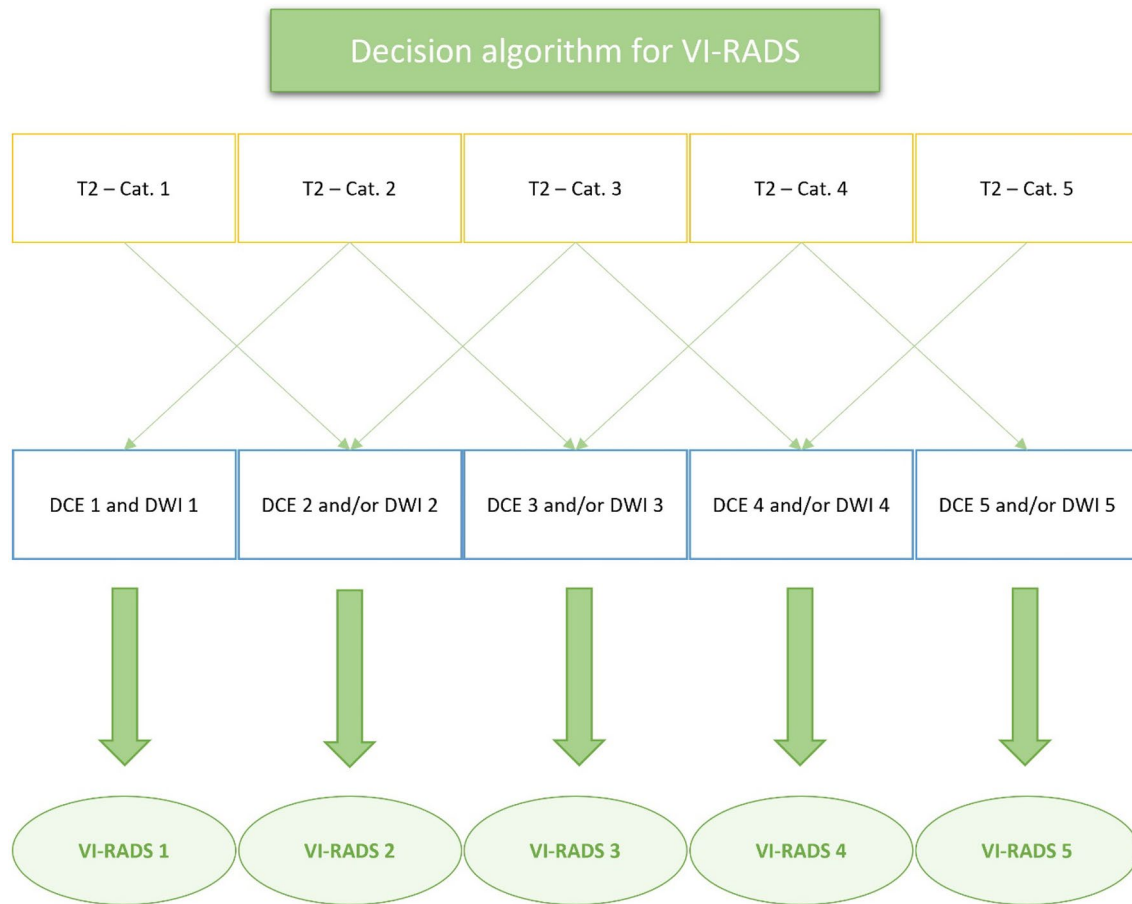 Decision algorithm for VI-RADS
T2 – Cat. 1
T2 – Cat. 2
T2 – Cat. 3
T2 – Cat. 4
T2 – Cat. 5
DCE 1 and DWI 1
DCE 2 and/or DWI 2
DCE 3 and/or DWI 3
DCE 4 and/or DWI 4
DCE 5 and/or DWI 5
VI-RADS 1
VI-RADS 2
VI-RADS 3
VI-RADS 4
VI-RADS 5